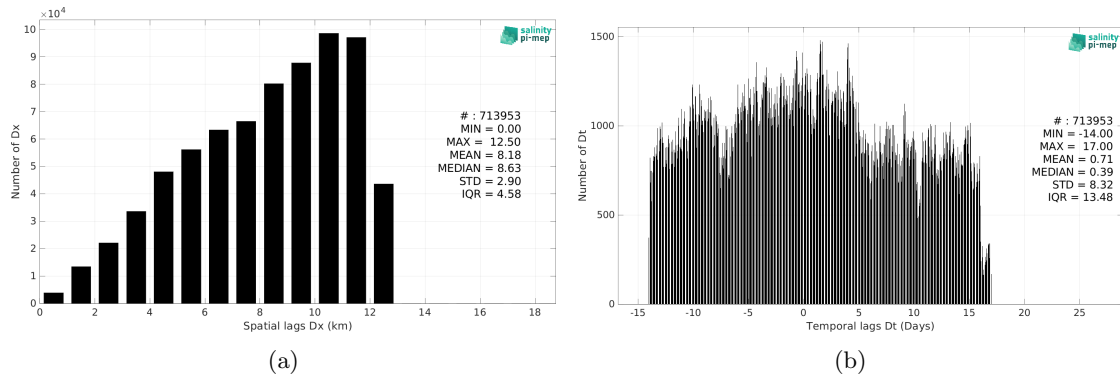 ×10⁴
10
9
8
7
6
5
4
3
2
1
0
Number of Dx
0 2 4 6 8 10 12 14 16 18
Spatial lags Dx (km)
salinity
pi-mep
# : 713953
MIN = 0.00
MAX = 12.50
MEAN = 8.18
MEDIAN = 8.63
STD = 2.90
IQR = 4.58
(a)
1500
1000
500
0
Number of Dt
-15 -10 -5 0 5 10 15 20 25
Temporal lags Dt (Days)
salinity
pi-mep
# : 713953
MIN = -14.00
MAX = 17.00
MEAN = 0.71
MEDIAN = 0.39
STD = 8.32
IQR = 13.48
(b)